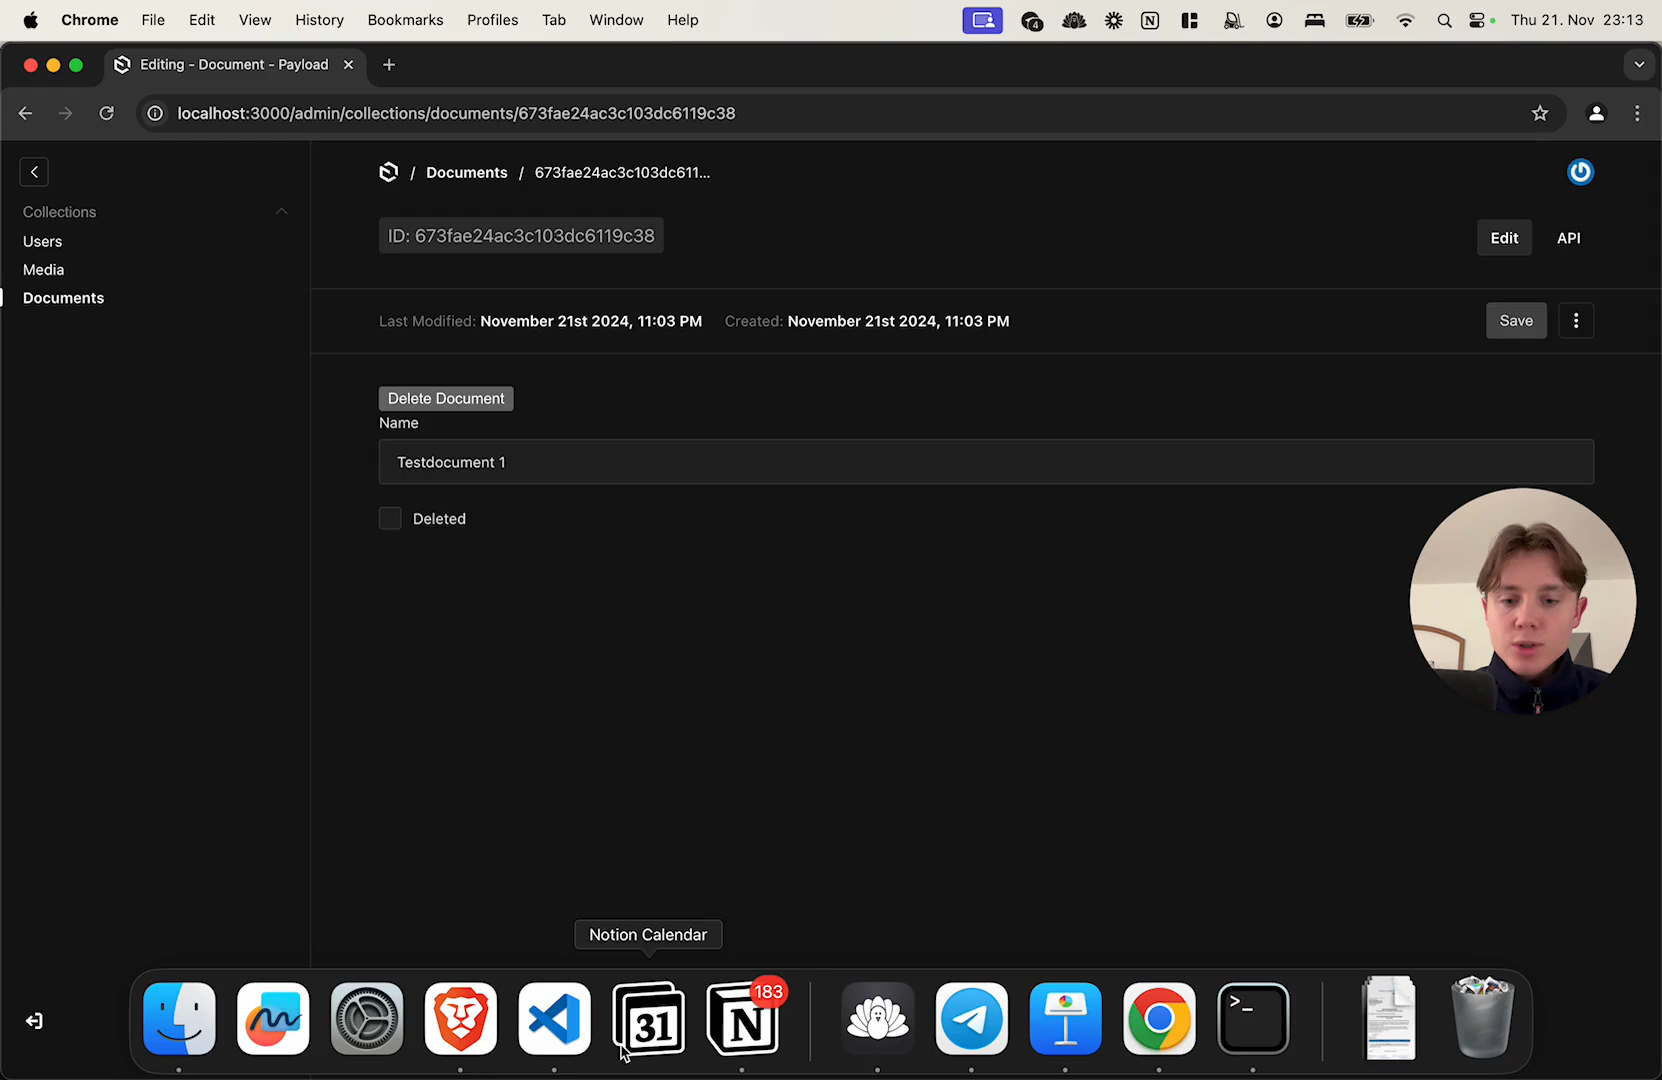 Chrome File Edit View History Bookmarks Profiles Tab Window Help 4 Thu 21. Nov 23:13
Editing - Document - Payload
localhost:3000/admin/collections/documents/673fae24ac3c103dc6119c38
/ Documents / 673fae24ac3c103dc611...
Collections
Users
Media
Documents
ID: 673fae24ac3c103dc6119c38
Edit API
Last Modified: November 21st 2024, 11:03 PM Created: November 21st 2024, 11:03 PM
Save
Delete Document
Name
Testdocument 1
Deleted
Notion Calendar
31
183
>_